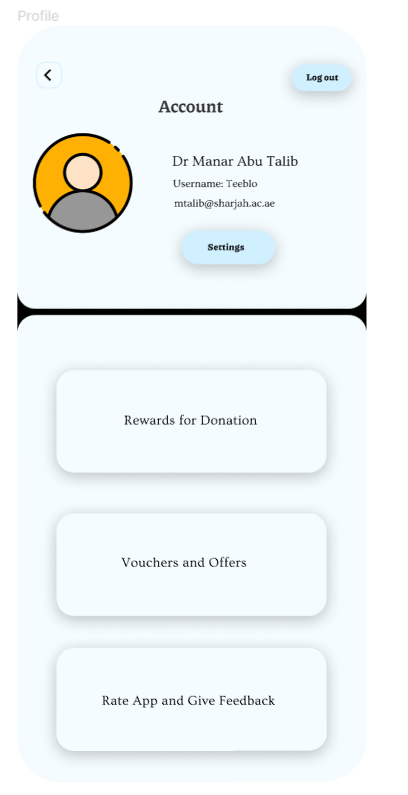 Profile
Log out
Account
Dr Manar Abu Talib
Username: Teeblo
mtalib@sharjah.ac.ae
Settings
Rewards for Donation
Vouchers and Offers
Rate App and Give Feedback